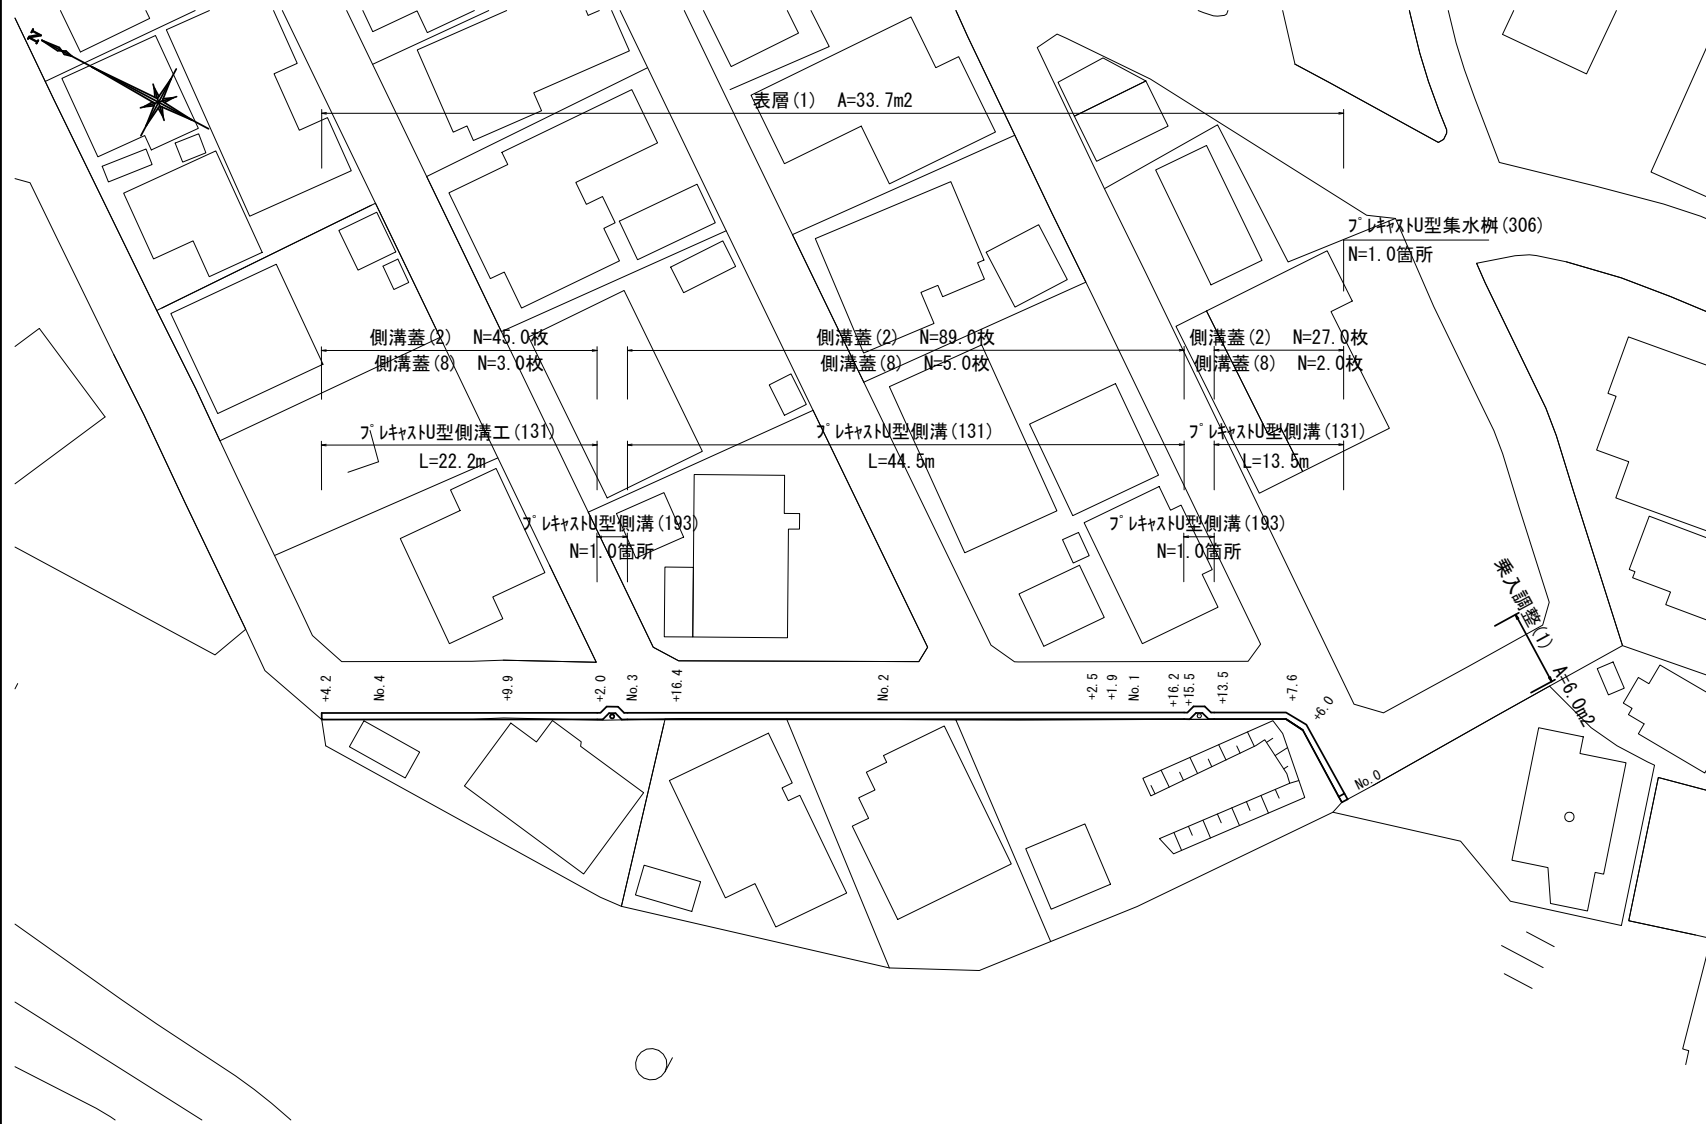 N
表層(1) A=33.7m2
プレキャストU型集水桝(306)
N=1.0箇所
側溝蓋(2) N=45.0枚
側溝蓋(8) N=3.0枚
側溝蓋(2) N=89.0枚
側溝蓋(8) N=5.0枚
側溝蓋(2) N=27.0枚
側溝蓋(8) N=2.0枚
プレキャストU型側溝工(131)
L=22.2m
プレキャストU型側溝(131)
L=44.5m
プレキャストU型側溝(131)
L=13.5m
プレキャストU型側溝(193)
N=1.0箇所
プレキャストU型側溝(193)
N=1.0箇所
乗入調整(1) A=6.0m2
+4.2
No.4
+9.9
+2.0
No.3
+16.4
No.2
+2.5
+1.9
No.1
+16.2
+15.5
+13.5
+7.6
+6.0
No.0